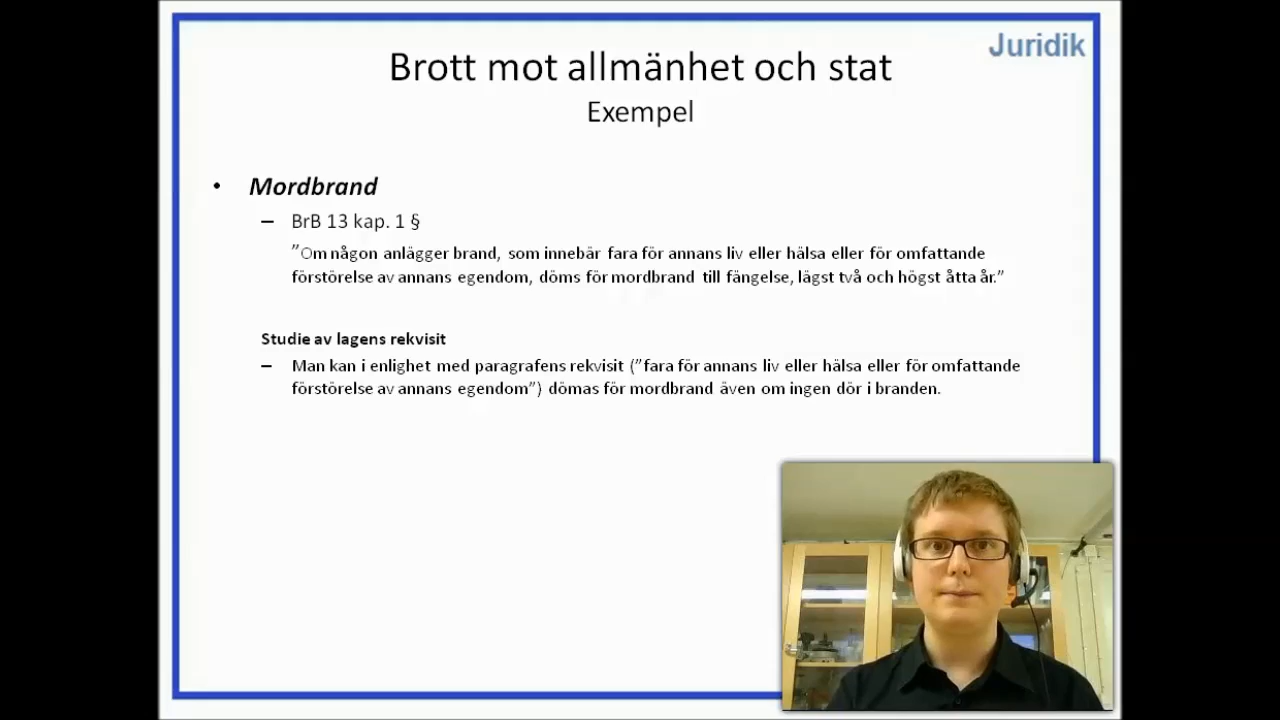 Juridik
Brott mot allmänhet och stat
Exempel
• Mordbrand
– BrB 13 kap. 1 §
”Om någon anlägger brand, som innebär fara för annans liv eller hälsa eller för omfattande
förstörelse av annans egendom, döms för mordbrand till fängelse, lägst två och högst åtta år.”
Studie av lagens rekvisit
– Man kan i enlighet med paragrafens rekvisit (”fara för annans liv eller hälsa eller för omfattande
förstörelse av annans egendom”) dömas för mordbrand även om ingen dör i branden.